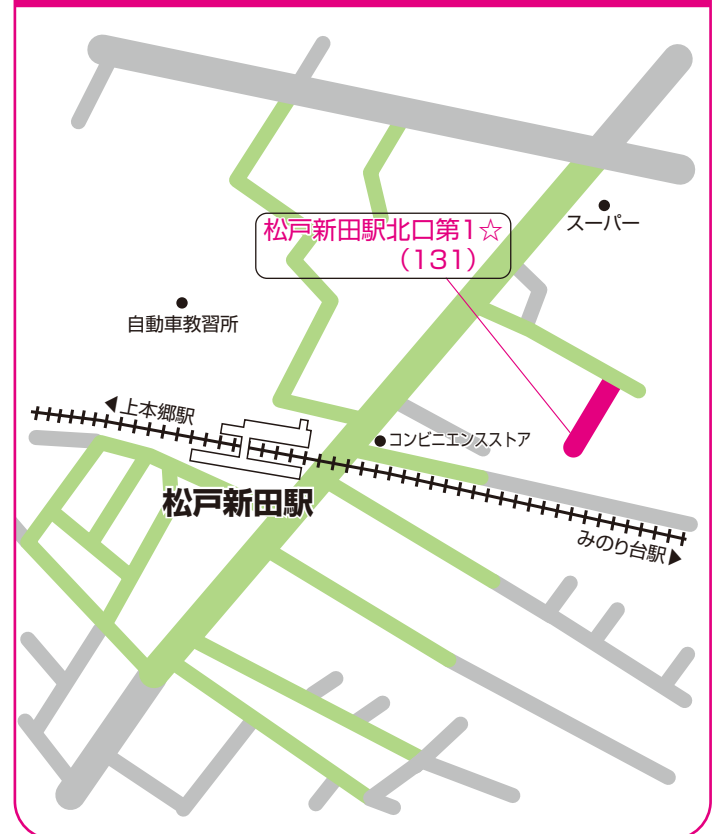 スーパー
松戸新田駅北口第1☆
(131)
自動車教習所
◀上本郷駅
コンビニエンスストア
松戸新田駅
みのり台駅▶